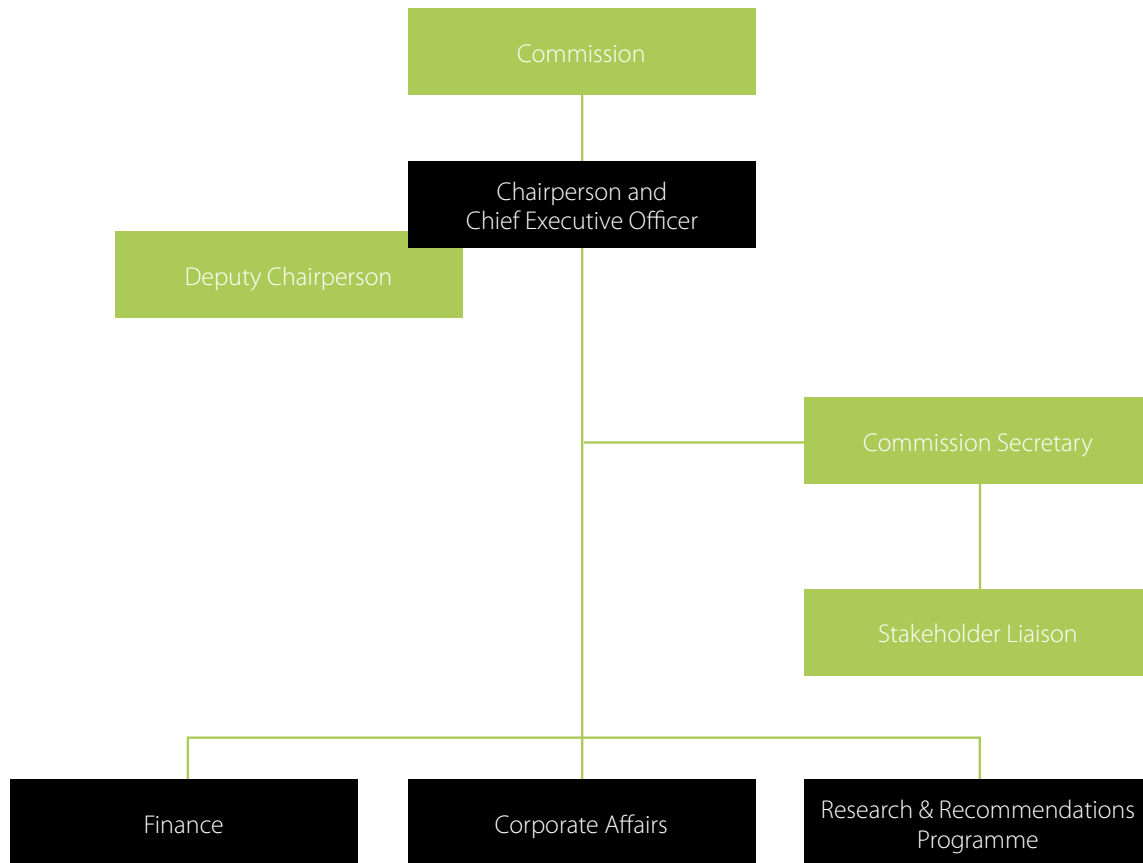 Commission
Chairperson and
Chief Executive Officer
Deputy Chairperson
Commission Secretary
Stakeholder Liaison
Finance
Corporate Affairs
Research & Recommendations
Programme